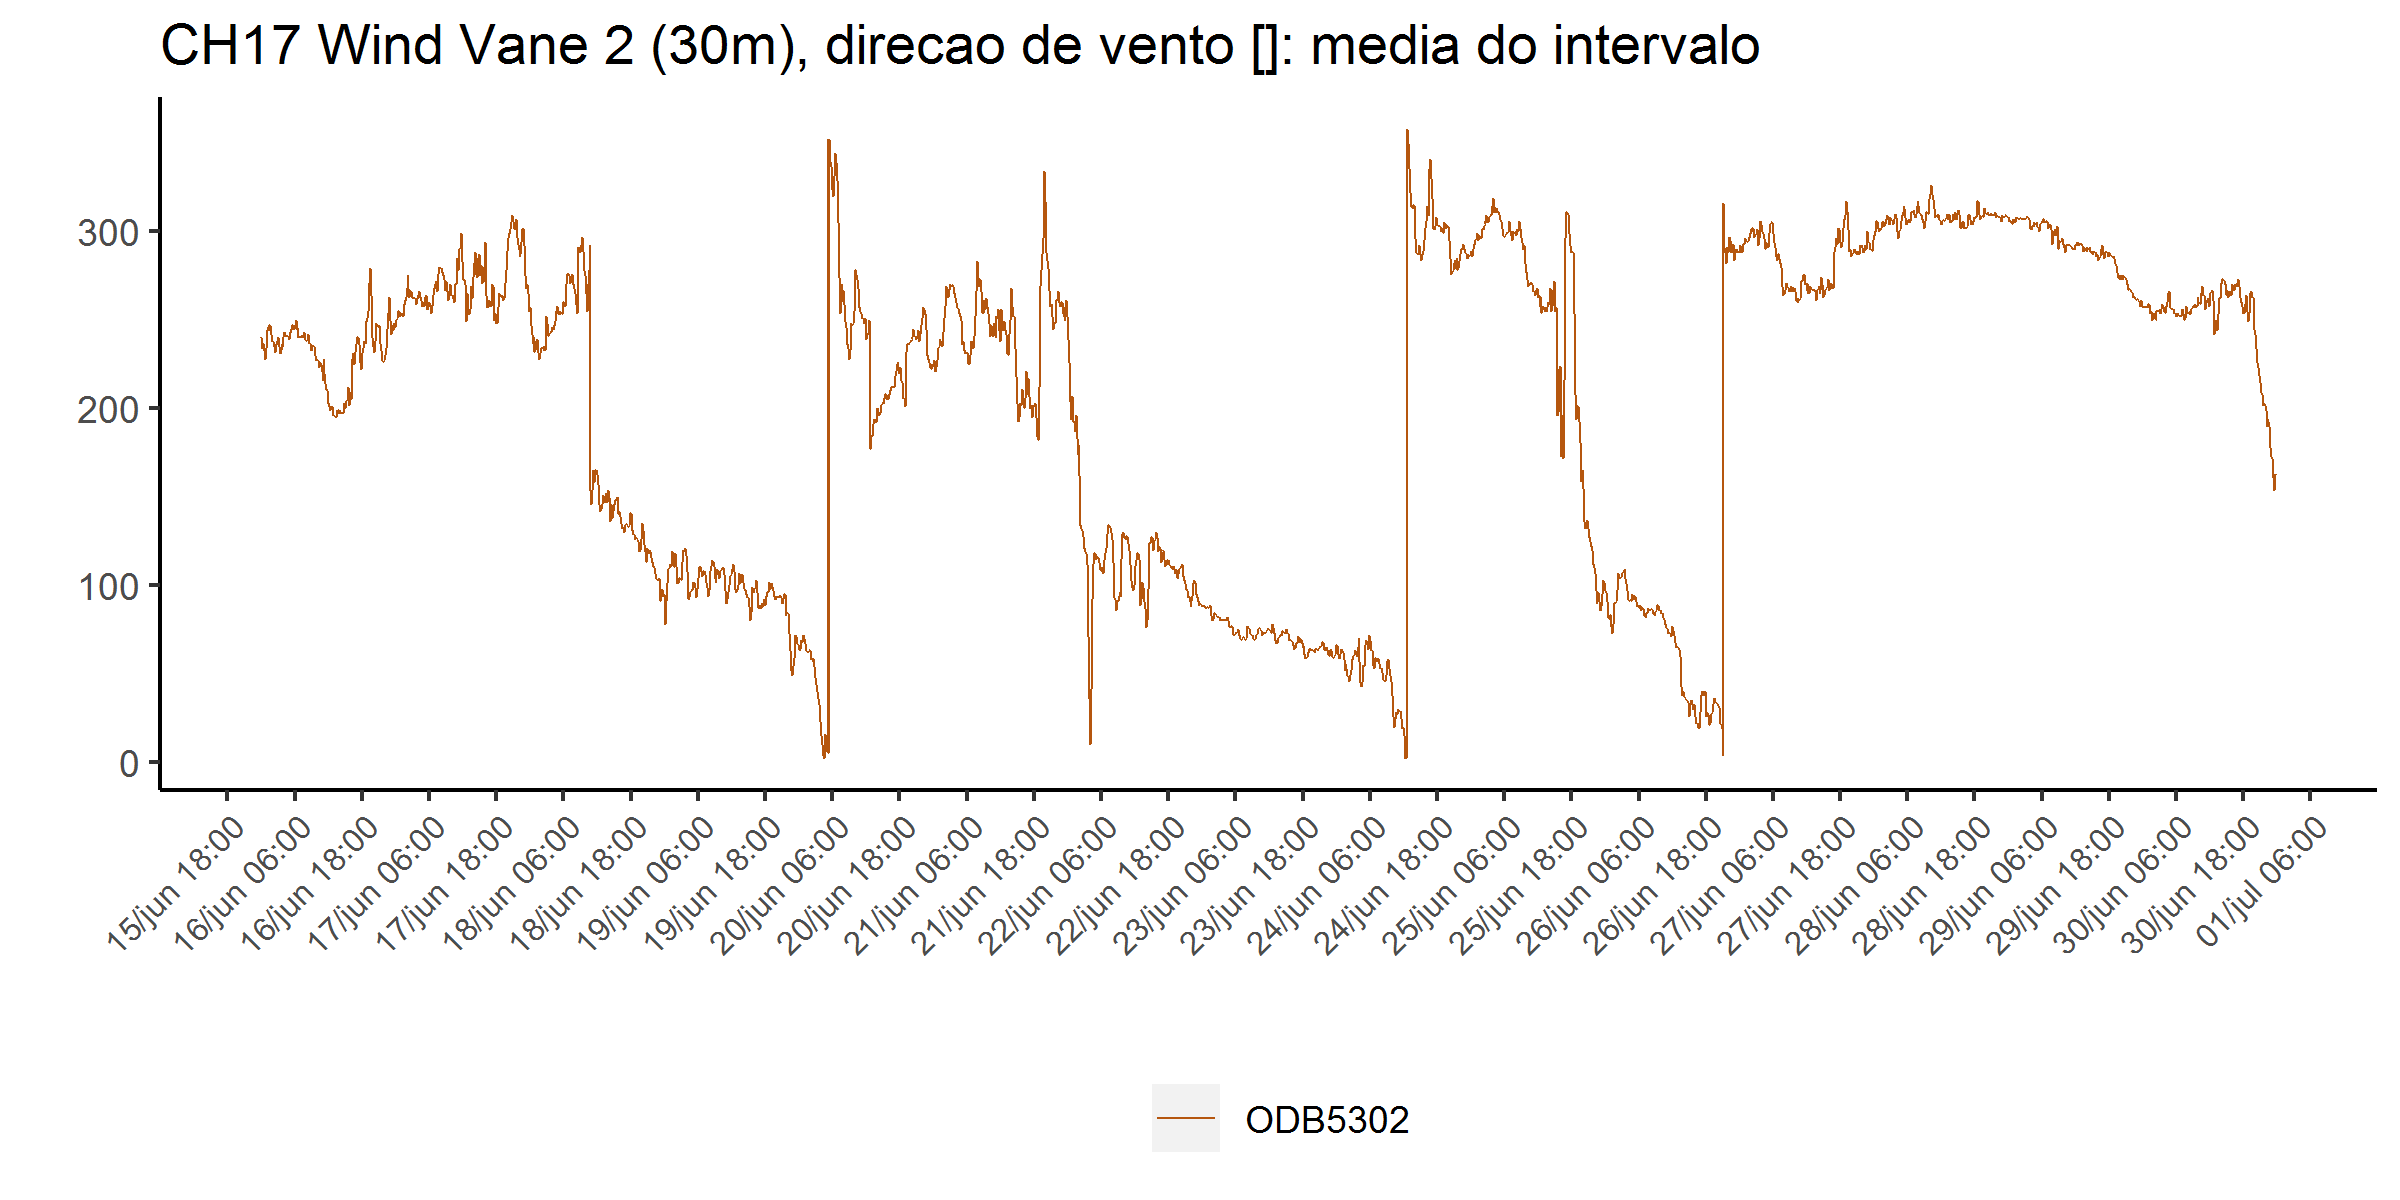 CH17 Wind Vane 2 (30m), direcao de vento []: media do intervalo
300
200
100
0
15/jun 18:00
16/jun 06:00
16/jun 18:00
17/jun 06:00
17/jun 18:00
18/jun 06:00
18/jun 18:00
19/jun 06:00
19/jun 18:00
20/jun 06:00
20/jun 18:00
21/jun 06:00
21/jun 18:00
22/jun 06:00
22/jun 18:00
23/jun 06:00
23/jun 18:00
24/jun 06:00
24/jun 18:00
25/jun 06:00
25/jun 18:00
26/jun 06:00
26/jun 18:00
27/jun 06:00
27/jun 18:00
28/jun 06:00
28/jun 18:00
29/jun 06:00
29/jun 18:00
30/jun 06:00
30/jun 18:00
01/jul 06:00
ODB5302